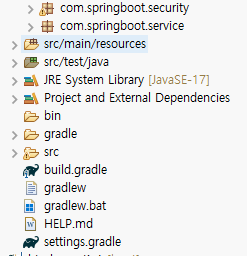 com.springboot.security
com.springboot.service
src/main/resources
src/test/java
JRE System Library [JavaSE-17]
Project and External Dependencies
bin
gradle
src
build.gradle
gradlew
gradlew.bat
HELP.md
settings.gradle